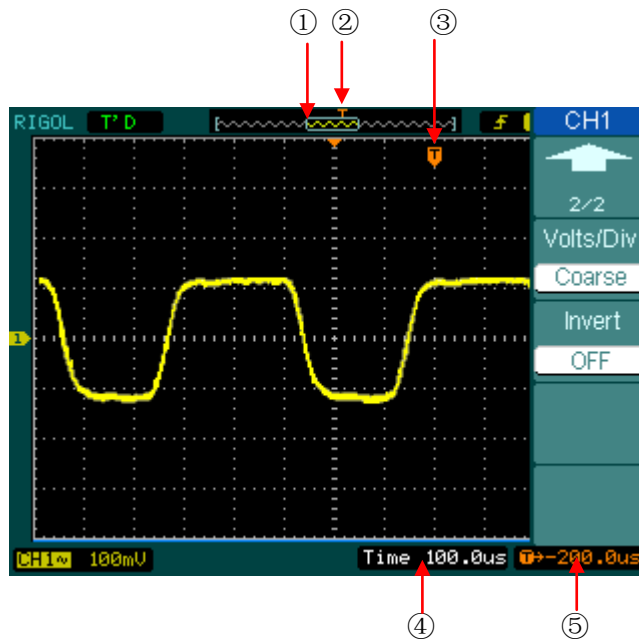 ① ② ③
T
RIGOL T'D CH1
T
2/2
Volts/Div
Coarse
Invert
OFF
1
CH1~ 100mV Time 100.0us T→-200.0us
④ ⑤